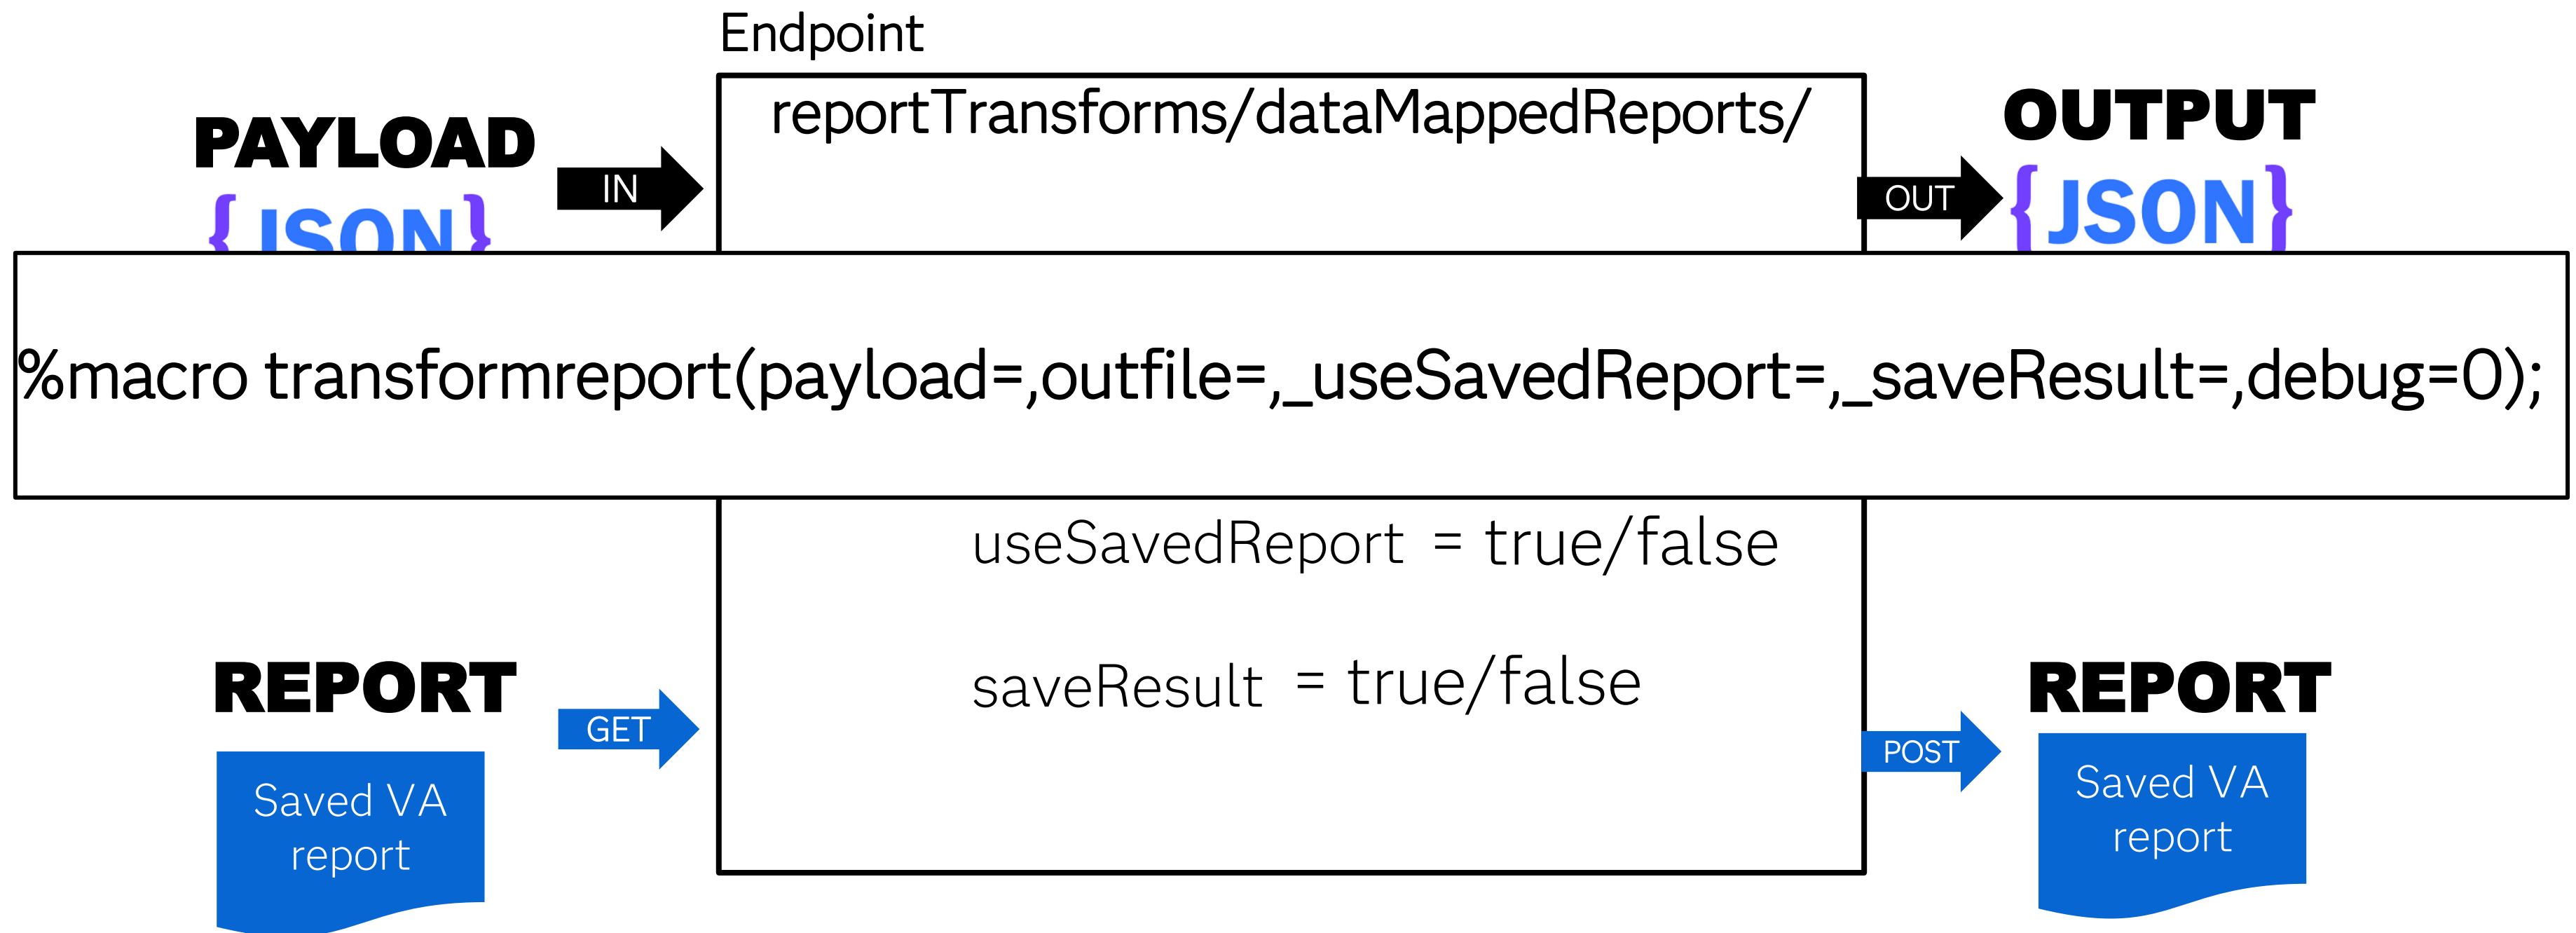 Endpoint
reportTransforms/dataMappedReports/
PAYLOAD
OUTPUT
IN
OUT
{ JSON }
{ JSON }
%macro transformreport(payload=,outfile=,_useSavedReport=,_saveResult=,debug=0);
useSavedReport = true/false
saveResult = true/false
REPORT
REPORT
GET
POST
Saved VA
report
Saved VA
report